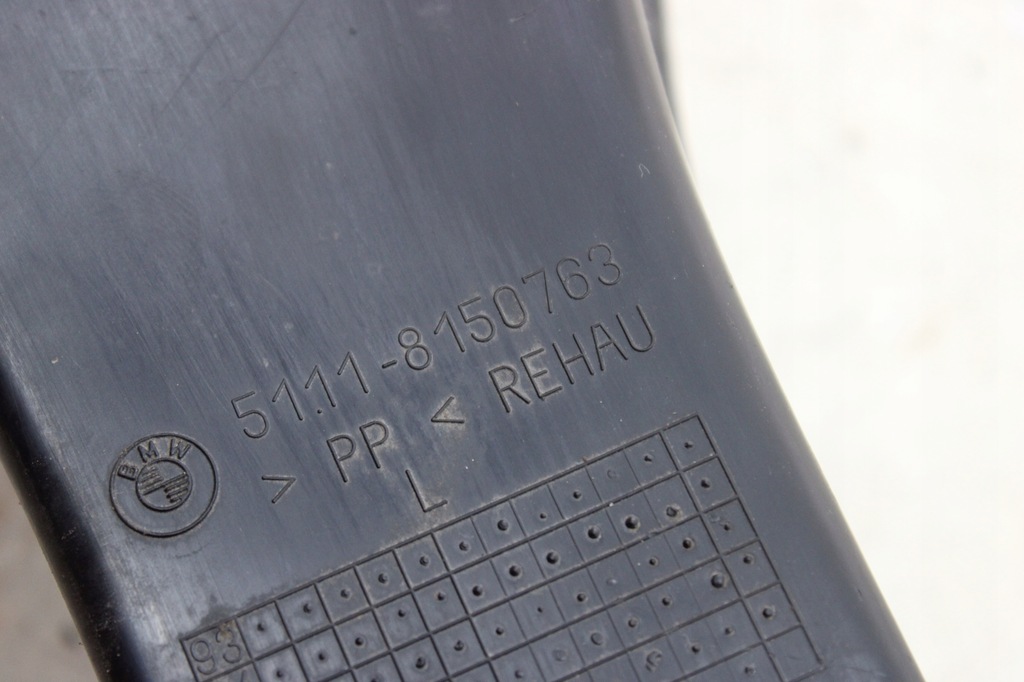 51.11-8150763
> PP < REHAU
L
BMW
93